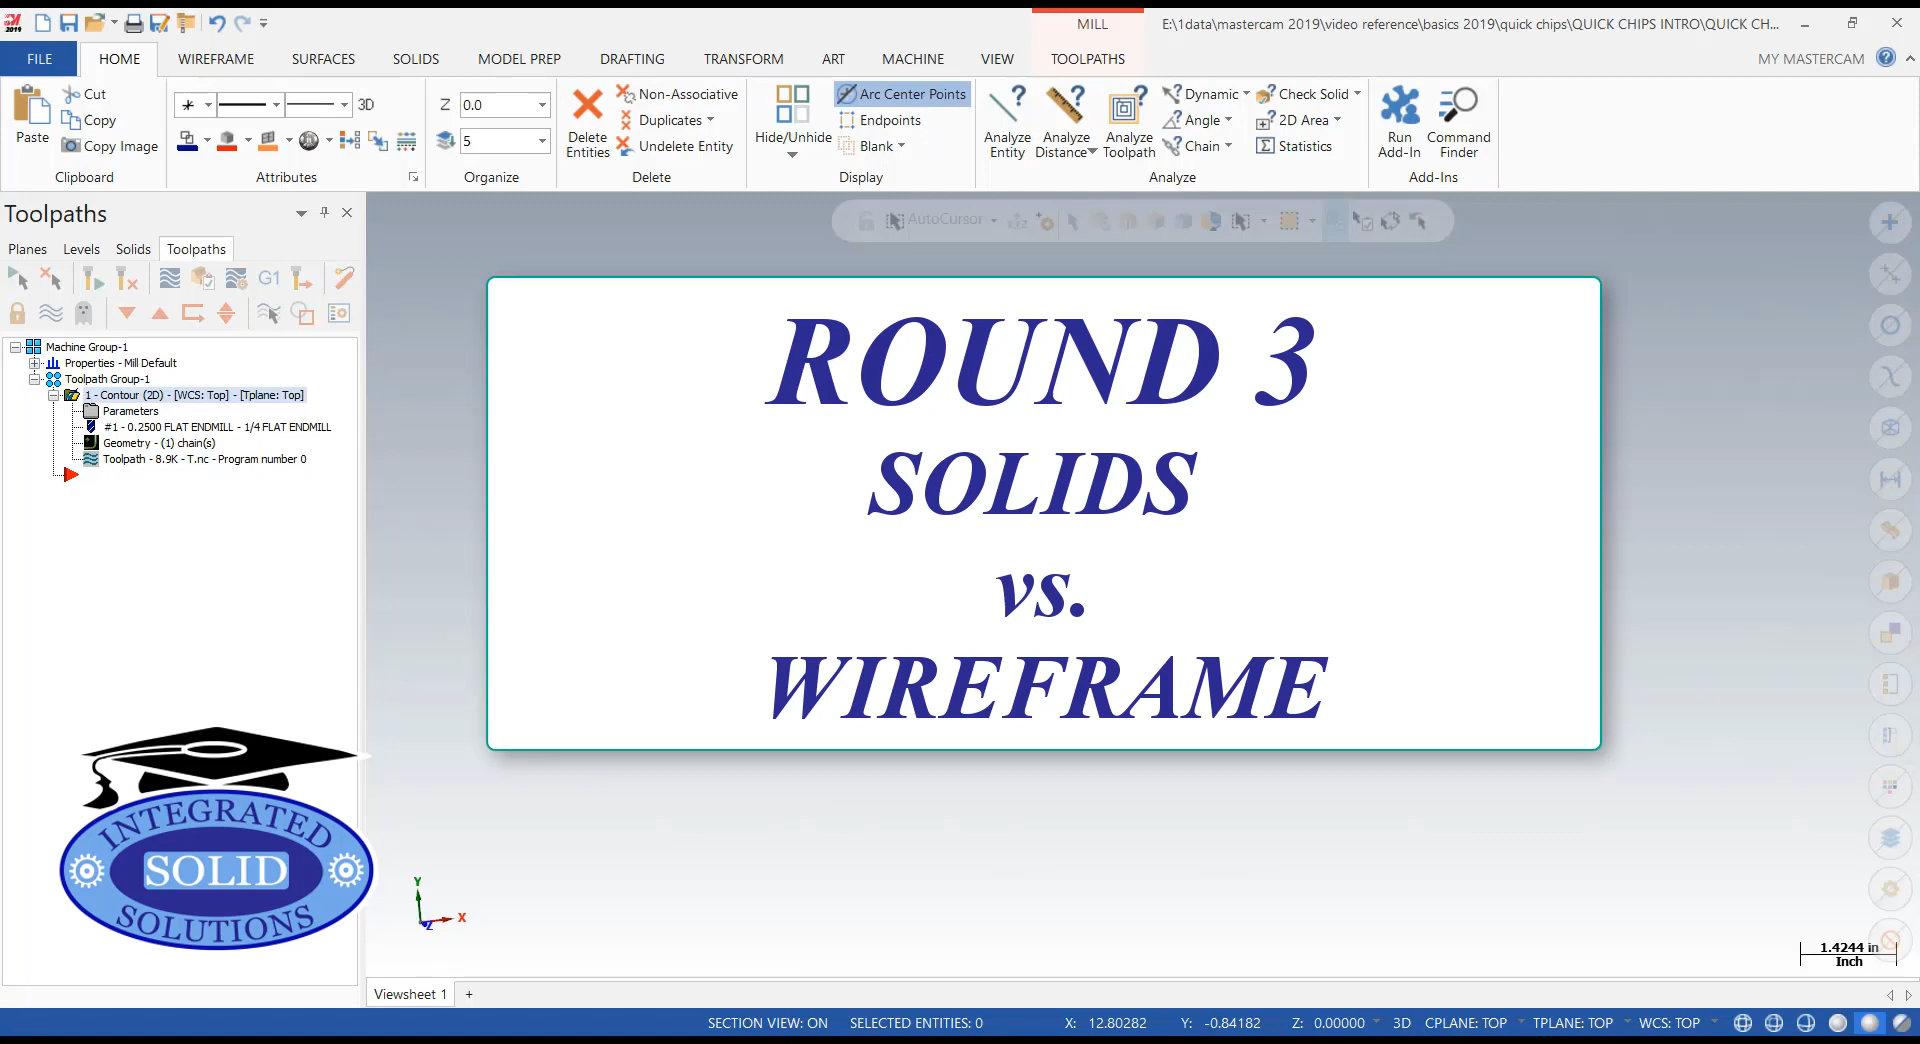 2019
MILL
E:\1data\mastercam 2019\video reference\basics 2019\quick chips\QUICK CHIPS INTRO\QUICK CH...
FILE HOME WIREFRAME SURFACES SOLIDS MODEL PREP DRAFTING TRANSFORM ART MACHINE VIEW TOOLPATHS MY MASTERCAM
Paste
Cut
Copy
Copy Image
Clipboard
3D
Attributes
Z 0.0
5
Organize
Delete
Entities
Non-Associative
Duplicates
Undelete Entity
Delete
Hide/Unhide
Arc Center Points
Endpoints
Blank
Display
Analyze
Entity
Analyze
Distance
Analyze
Toolpath
Dynamic
Angle
Chain
Check Solid
2D Area
Statistics
Analyze
Run
Add-In
Command
Finder
Add-Ins
Toolpaths
Planes Levels Solids Toolpaths
G1
Machine Group-1
Properties - Mill Default
Toolpath Group-1
1 - Contour (2D) - [WCS: Top] - [Tplane: Top]
Parameters
#1 - 0.2500 FLAT ENDMILL - 1/4 FLAT ENDMILL
Geometry - (1) chain(s)
Toolpath - 8.9K - T.nc - Program number 0
AutoCursor
ROUND 3
SOLIDS
vs.
WIREFRAME
INTEGRATED
SOLID
SOLUTIONS
Y
X
Z
1.4244 in
Inch
Viewsheet 1 +
SECTION VIEW: ON SELECTED ENTITIES: 0 X: 12.80282 Y: -0.84182 Z: 0.00000 3D CPLANE: TOP TPLANE: TOP WCS: TOP